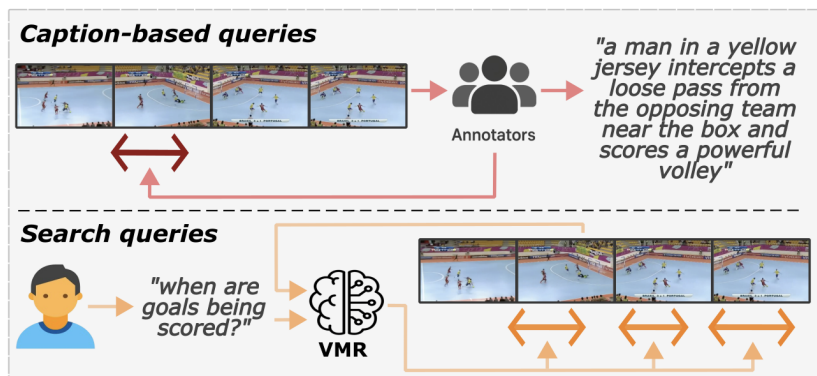 Caption-based queries
Annotators
"a man in a yellow
jersey intercepts a
loose pass from
the opposing team
near the box and
scores a powerful
volley"
Search queries
"when are
goals being
scored?"
VMR